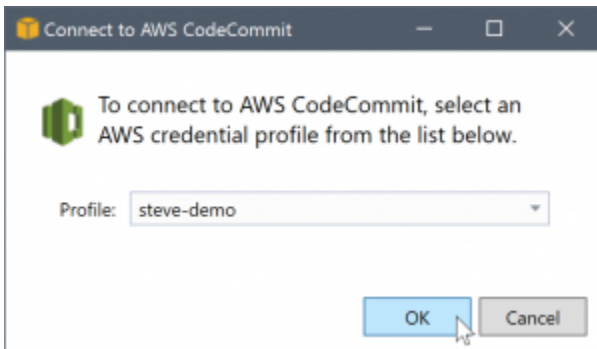 Connect to AWS CodeCommit
To connect to AWS CodeCommit, select an
AWS credential profile from the list below.
Profile: steve-demo
OK Cancel